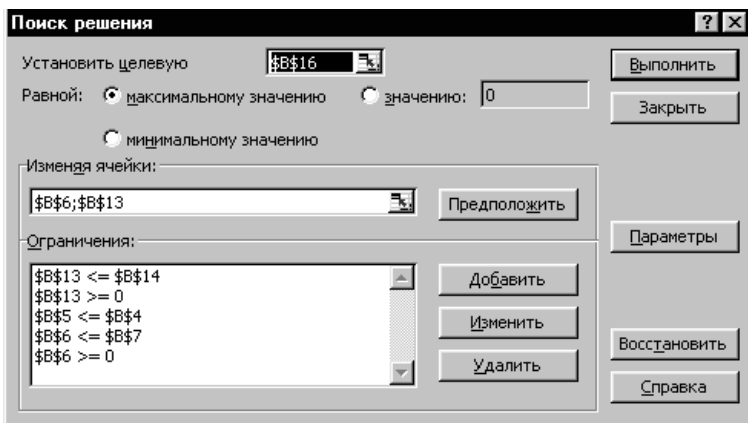 Поиск решения
Установить целевую $B$16 Выполнить
Равной: максимальному значению значению: 0 Закрыть
минимальному значению
Изменяя ячейки:
$B$6;$B$13 Предположить
Ограничения: Параметры
$B$13 <= $B$14 Добавить
$B$13 >= 0
$B$5 <= $B$4 Изменить
$B$6 <= $B$7 Восстановить
$B$6 >= 0 Удалить
Справка